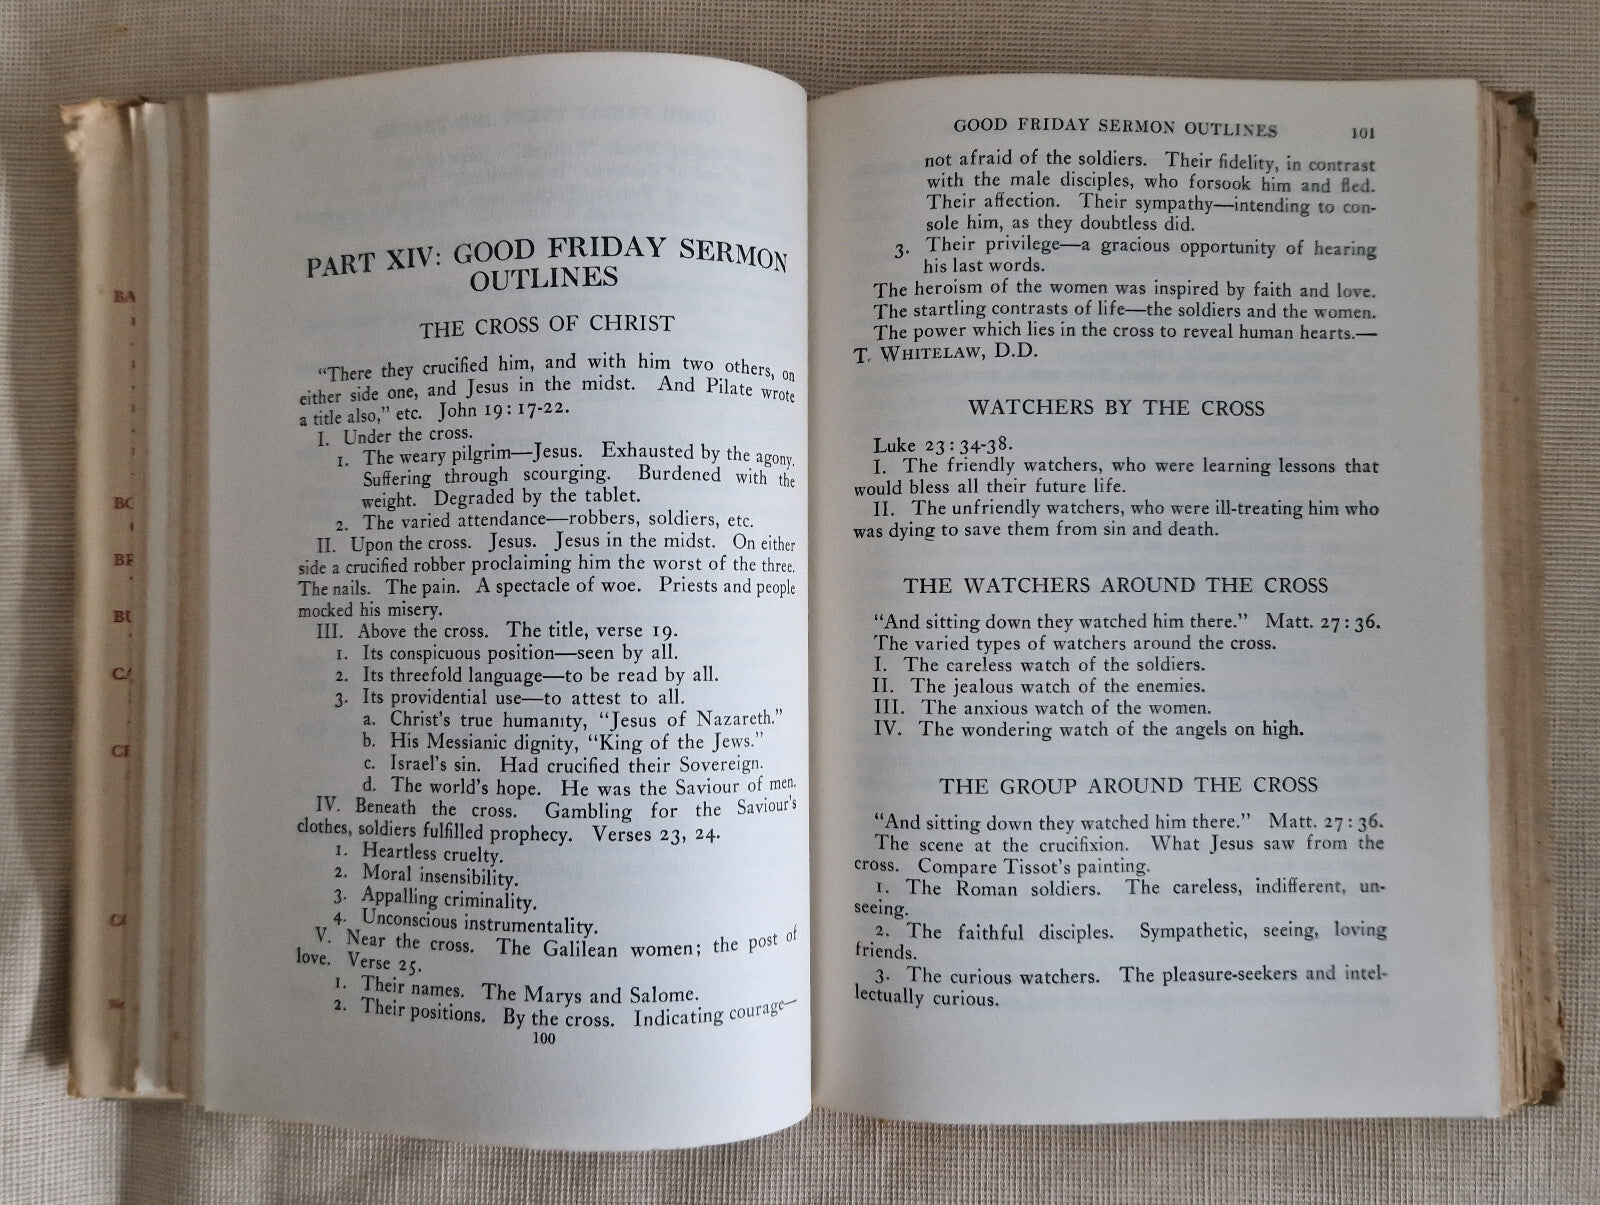 BA
BO
BE
BU
CA
CI
PART XIV: GOOD FRIDAY SERMON
OUTLINES
THE CROSS OF CHRIST
"There they crucified him, and with him two others, on
either side one, and Jesus in the midst. And Pilate wrote
a title also," etc. John 19:17-22.
I. Under the cross.
1. The weary pilgrim—Jesus. Exhausted by the agony.
Suffering through scourging. Burdened with the
weight. Degraded by the tablet.
2. The varied attendance—robbers, soldiers, etc.
II. Upon the cross. Jesus. Jesus in the midst. On either
side a crucified robber proclaiming him the worst of the three.
The nails. The pain. A spectacle of woe. Priests and people
mocked his misery.
III. Above the cross. The title, verse 19.
1. Its conspicuous position—seen by all.
2. Its threefold language—to be read by all.
3. Its providential use—to attest to all.
a. Christ's true humanity, "Jesus of Nazareth."
b. His Messianic dignity, "King of the Jews."
c. Israel's sin. Had crucified their Sovereign.
d. The world's hope. He was the Saviour of men.
IV. Beneath the cross. Gambling for the Saviour's
clothes, soldiers fulfilled prophecy. Verses 23, 24.
1. Heartless cruelty.
2. Moral insensibility.
3. Appalling criminality.
4. Unconscious instrumentality.
V. Near the cross. The Galilean women; the post of
love. Verse 25.
1. Their names. The Marys and Salome.
2. Their positions. By the cross. Indicating courage—
100
GOOD FRIDAY SERMON OUTLINES 101
not afraid of the soldiers. Their fidelity, in contrast
with the male disciples, who forsook him and fled.
Their affection. Their sympathy—intending to con-
sole him, as they doubtless did.
3. Their privilege—a gracious opportunity of hearing
his last words.
The heroism of the women was inspired by faith and love.
The startling contrasts of life—the soldiers and the women.
The power which lies in the cross to reveal human hearts.—
T. WHITELAW, D.D.
WATCHERS BY THE CROSS
Luke 23:34-38.
I. The friendly watchers, who were learning lessons that
would bless all their future life.
II. The unfriendly watchers, who were ill-treating him who
was dying to save them from sin and death.
THE WATCHERS AROUND THE CROSS
"And sitting down they watched him there." Matt. 27:36.
The varied types of watchers around the cross.
I. The careless watch of the soldiers.
II. The jealous watch of the enemies.
III. The anxious watch of the women.
IV. The wondering watch of the angels on high.
THE GROUP AROUND THE CROSS
"And sitting down they watched him there." Matt. 27:36.
The scene at the crucifixion. What Jesus saw from the
cross. Compare Tissot's painting.
1. The Roman soldiers. The careless, indifferent, un-
seeing.
2. The faithful disciples. Sympathetic, seeing, loving
friends.
3. The curious watchers. The pleasure-seekers and intel-
lectually curious.